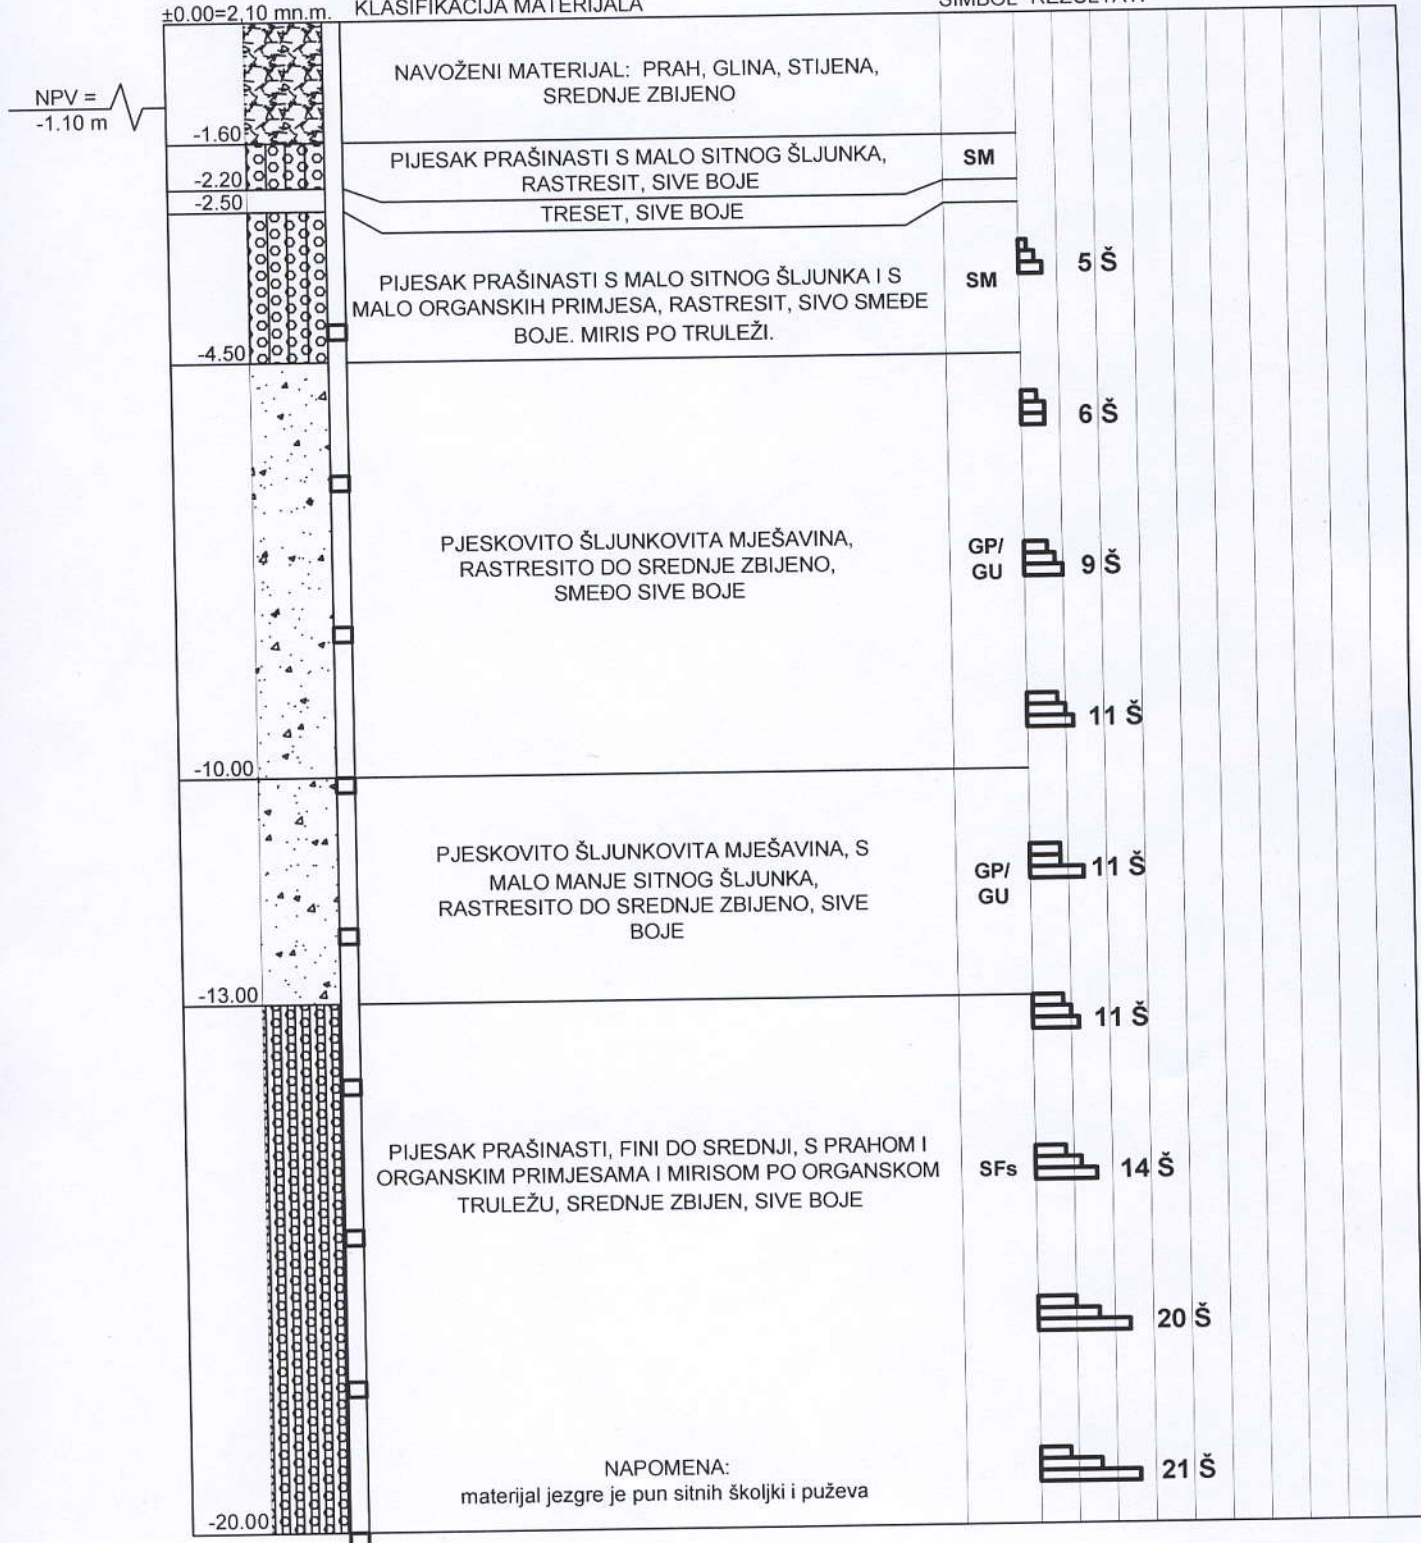 ±0.00=2,10 mn.m.
KLASIFIKACIJA MATERIJALA
SIMBOL REZULTATI
NPV =
-1.10 m
NAVOŽENI MATERIJAL: PRAH, GLINA, STIJENA,
SREDNJE ZBIJENO
-1.60
PIJESAK PRAŠINASTI S MALO SITNOG ŠLJUNKA,
RASTRESIT, SIVE BOJE
SM
-2.20
TRESET, SIVE BOJE
-2.50
PIJESAK PRAŠINASTI S MALO SITNOG ŠLJUNKA I S
MALO ORGANSKIH PRIMJESA, RASTRESIT, SIVO SMEĐE
BOJE. MIRIS PO TRULEŽI.
SM
5 Š
-4.50
6 Š
PJESKOVITO ŠLJUNKOVITA MJEŠAVINA,
RASTRESITO DO SREDNJE ZBIJENO,
SMEĐO SIVE BOJE
GP/
GU
9 Š
11 Š
-10.00
PJESKOVITO ŠLJUNKOVITA MJEŠAVINA, S
MALO MANJE SITNOG ŠLJUNKA,
RASTRESITO DO SREDNJE ZBIJENO, SIVE
BOJE
GP/
GU
11 Š
-13.00
11 Š
PIJESAK PRAŠINASTI, FINI DO SREDNJI, S PRAHOM I
ORGANSKIM PRIMJESAMA I MIRISOM PO ORGANSKOM
TRULEŽU, SREDNJE ZBIJEN, SIVE BOJE
SFs
14 Š
20 Š
21 Š
NAPOMENA:
materijal jezgre je pun sitnih školjki i puževa
-20.00